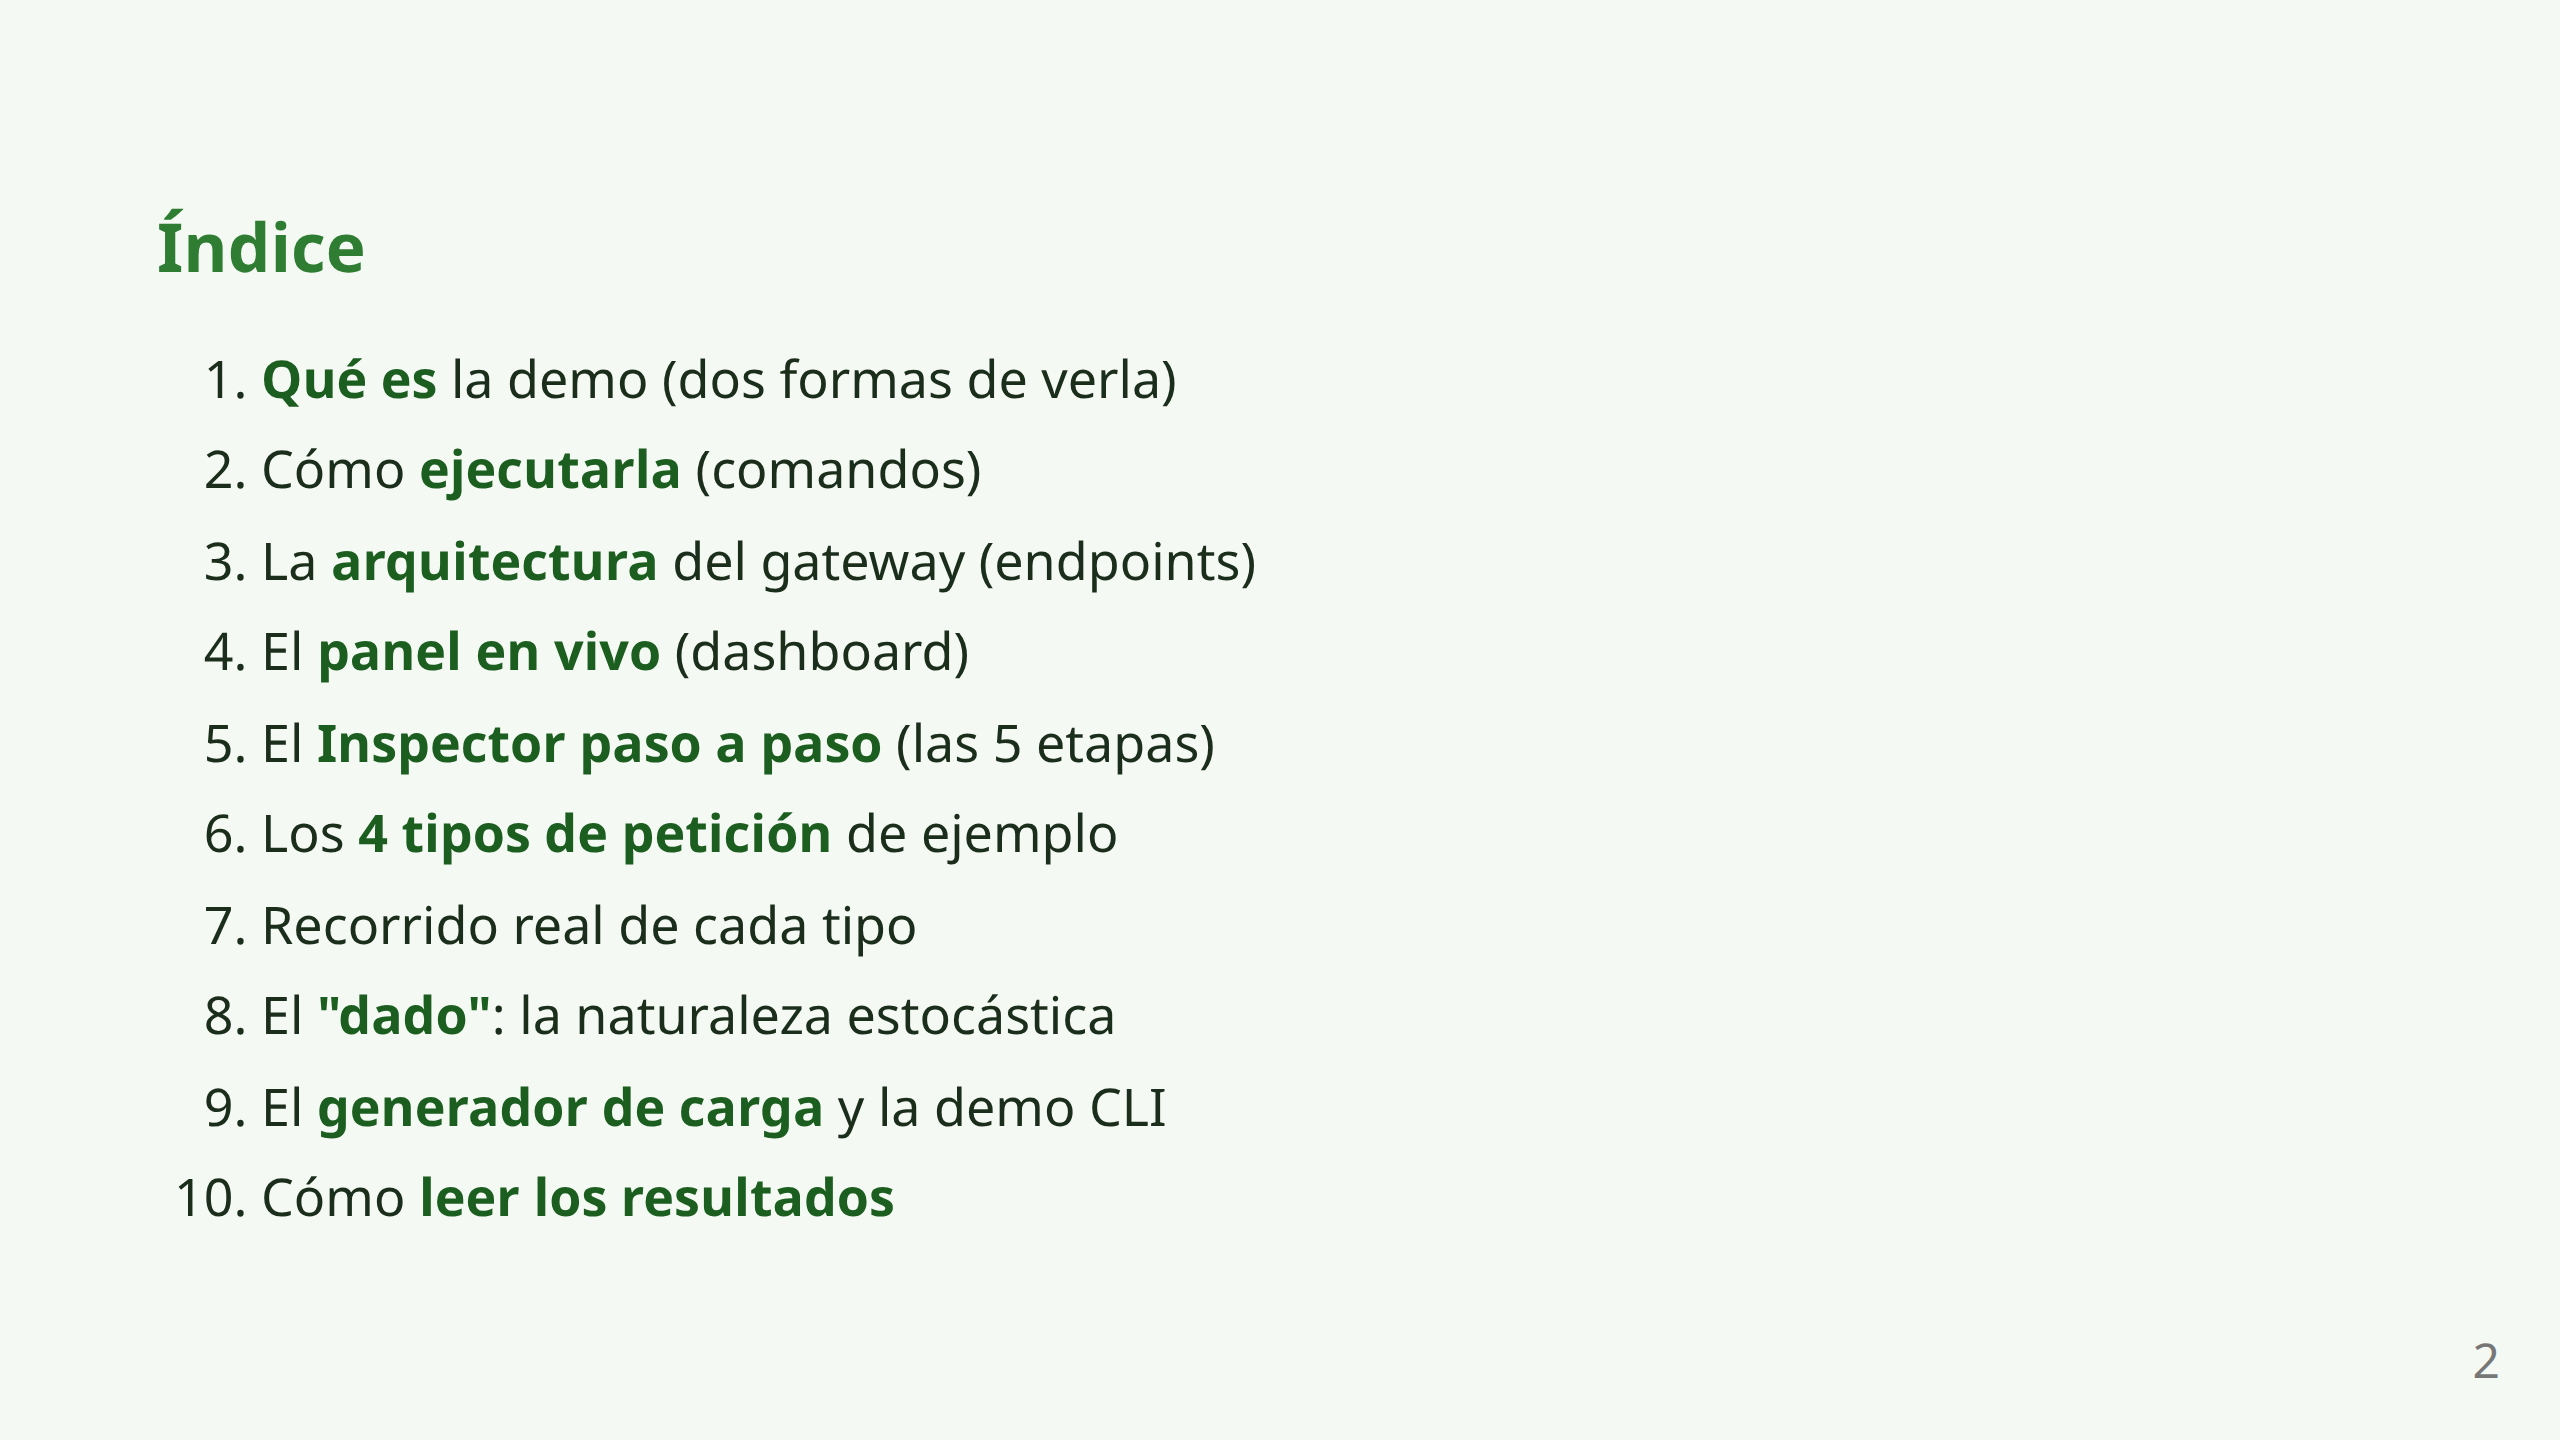 Índice
1. Qué es la demo (dos formas de verla)
2. Cómo ejecutarla (comandos)
3. La arquitectura del gateway (endpoints)
4. El panel en vivo (dashboard)
5. El Inspector paso a paso (las 5 etapas)
6. Los 4 tipos de petición de ejemplo
7. Recorrido real de cada tipo
8. El "dado": la naturaleza estocástica
9. El generador de carga y la demo CLI
10. Cómo leer los resultados
2